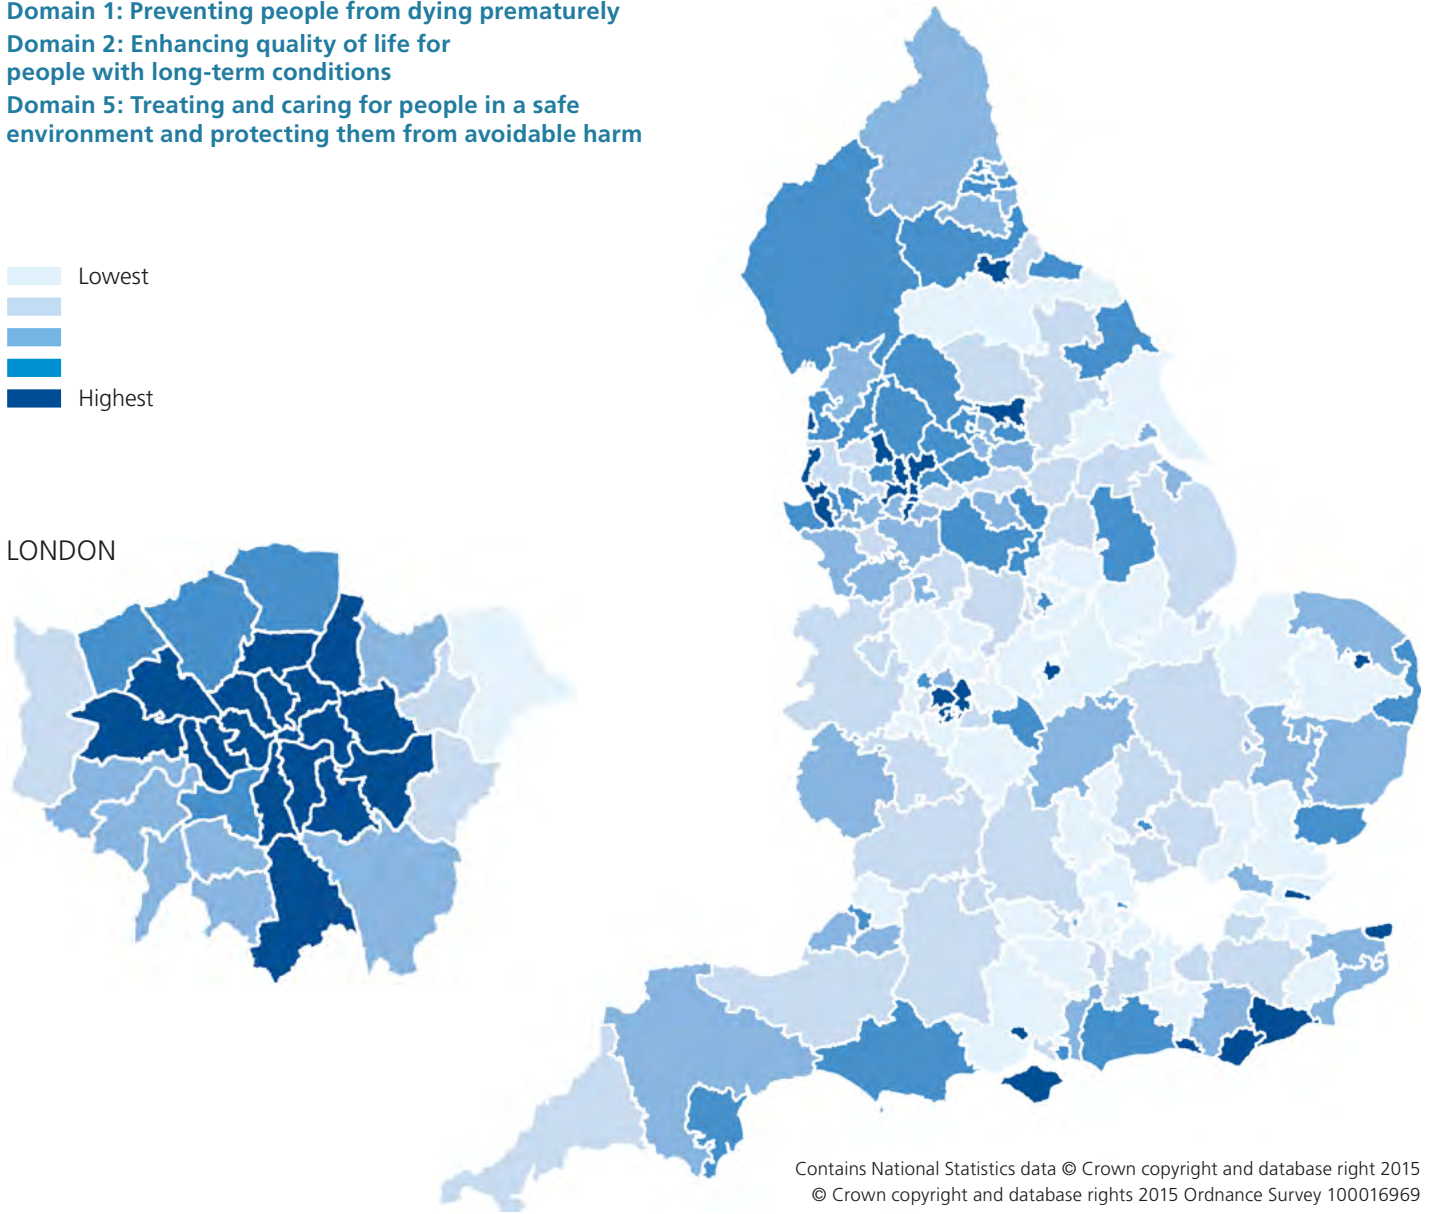 Domain 1: Preventing people from dying prematurely
Domain 2: Enhancing quality of life for
people with long-term conditions
Domain 5: Treating and caring for people in a safe
environment and protecting them from avoidable harm
Lowest
Highest
LONDON
Contains National Statistics data © Crown copyright and database right 2015
© Crown copyright and database rights 2015 Ordnance Survey 100016969